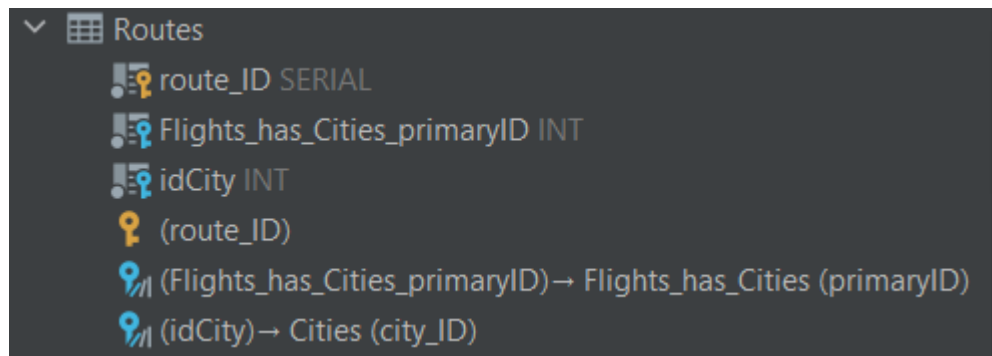 Routes
route_ID SERIAL
Flights_has_Cities_primaryID INT
idCity INT
(route_ID)
(Flights_has_Cities_primaryID)→ Flights_has_Cities (primaryID)
(idCity)→ Cities (city_ID)